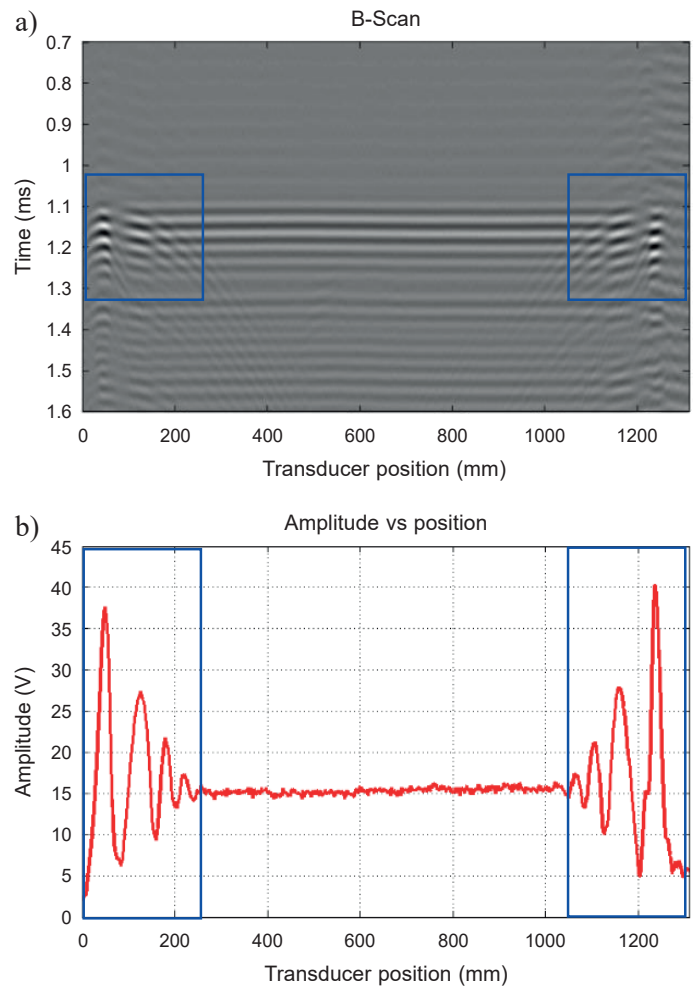 a)
B-Scan
0.7
0.8
0.9
1
1.1
1.2
1.3
1.4
1.5
1.6
Time (ms)
0 200 400 600 800 1000 1200
Transducer position (mm)
b)
Amplitude vs position
45
40
35
30
25
20
15
10
5
0
Amplitude (V)
0 200 400 600 800 1000 1200
Transducer position (mm)